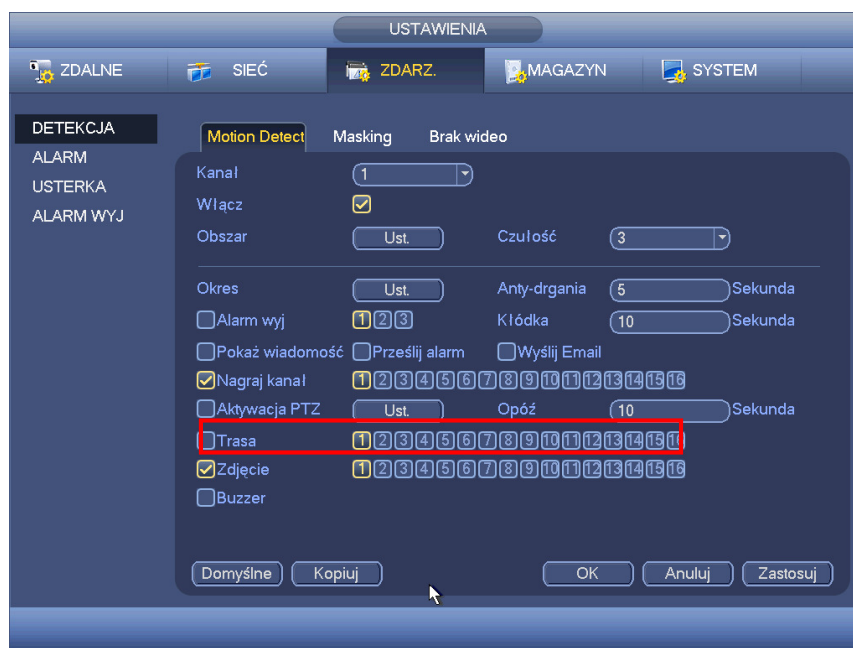 USTAWIENIA
ZDALNE SIEĆ ZDARZ. MAGAZYN SYSTEM
DETEKCJA
ALARM
USTERKA
ALARM WYJ
Motion Detect Masking Brak wideo
Kanał 1
Włącz
Obszar Ust. Czułość 3
Okres Ust. Anty-drgania 5 Sekunda
Alarm wyj 1 2 3 Kłódka 10 Sekunda
Pokaż wiadomość Prześlij alarm Wyślij Email
Nagraj kanał 1 2 3 4 5 6 7 8 9 10 11 12 13 14 15 16
Aktywacja PTZ Ust. Opóź 10 Sekunda
Trasa 1 2 3 4 5 6 7 8 9 10 11 12 13 14 15 16
Zdjęcie 1 2 3 4 5 6 7 8 9 10 11 12 13 14 15 16
Buzzer
Domyślne Kopiuj OK Anuluj Zastosuj